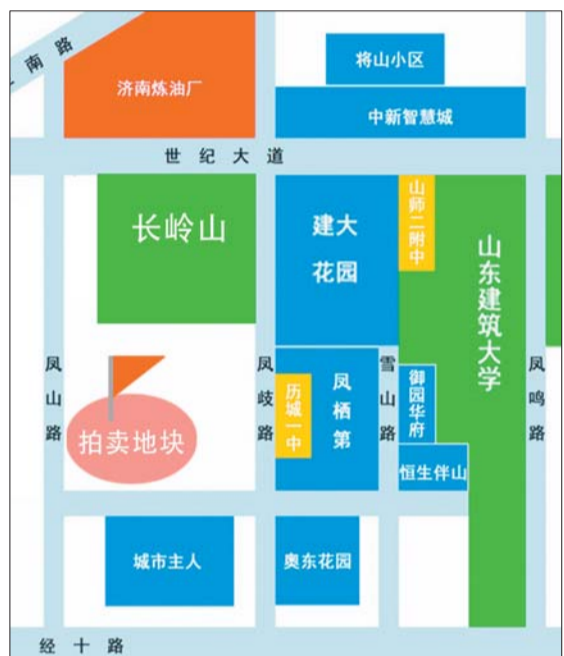 工南路
济南炼油厂
将山小区
中新智慧城
世纪大道
长岭山
建大
花园
山师二附中
山东建筑大学
凤山路
凤岐路
雪山路
凤鸣路
拍卖地块
历城一中
凤栖第
御园华府
恒生伴山
城市主人
奥东花园
经十路